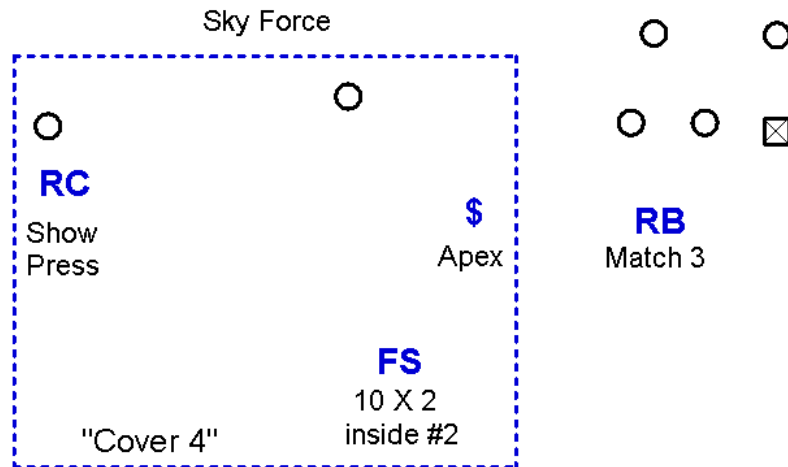 Sky Force
RC
Show
Press
$
Apex
RB
Match 3
FS
10 X 2
inside #2
"Cover 4"